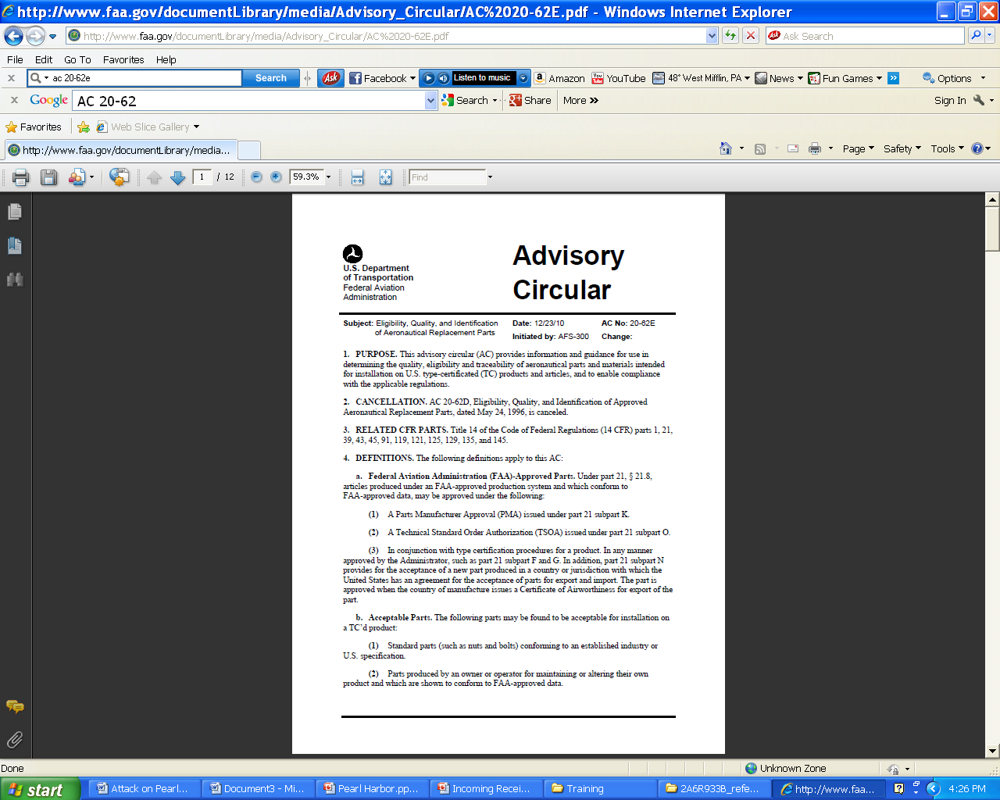 http://www.faa.gov/documentLibrary/media/Advisory_Circular/AC%2020-62E.pdf - Windows Internet Explorer
http://www.faa.gov/documentLibrary/media/Advisory_Circular/AC%2020-62E.pdf
Ask Search
File Edit Go To Favorites Help
x ac 20-62e Search Ask Facebook Listen to music Amazon YouTube 48° West Mifflin, PA News Fun Games » Options
x Google AC 20-62 Search Share More » Sign In
Favorites Web Slice Gallery
http://www.faa.gov/documentLibrary/media... Page Safety Tools
1 / 12 59.3% Find
U.S. Department
of Transportation
Federal Aviation
Administration
Advisory
Circular
Subject: Eligibility, Quality, and Identification
of Aeronautical Replacement Parts
Date: 12/23/10
Initiated by: AFS-300
AC No: 20-62E
Change:
1. PURPOSE. This advisory circular (AC) provides information and guidance for use in
determining the quality, eligibility and traceability of aeronautical parts and materials intended
for installation on U.S. type-certificated (TC) products and articles, and to enable compliance
with the applicable regulations.
2. CANCELLATION. AC 20-62D, Eligibility, Quality, and Identification of Approved
Aeronautical Replacement Parts, dated May 24, 1996, is canceled.
3. RELATED CFR PARTS. Title 14 of the Code of Federal Regulations (14 CFR) parts 1, 21,
39, 43, 45, 91, 119, 121, 125, 129, 135, and 145.
4. DEFINITIONS. The following definitions apply to this AC:
a. Federal Aviation Administration (FAA)-Approved Parts. Under part 21, § 21.8,
articles produced under an FAA-approved production system and which conform to
FAA-approved data, may be approved under the following:
(1) A Parts Manufacturer Approval (PMA) issued under part 21 subpart K.
(2) A Technical Standard Order Authorization (TSOA) issued under part 21 subpart O.
(3) In conjunction with type certification procedures for a product. In any manner
approved by the Administrator, such as part 21 subpart F and G. In addition, part 21 subpart N
provides for the acceptance of a new part produced in a country or jurisdiction with which the
United States has an agreement for the acceptance of parts for export and import. The part is
approved when the country of manufacture issues a Certificate of Airworthiness for export of the
part.
b. Acceptable Parts. The following parts may be found to be acceptable for installation on
a TC'd product:
(1) Standard parts (such as nuts and bolts) conforming to an established industry or
U.S. specification.
(2) Parts produced by an owner or operator for maintaining or altering their own
product and which are shown to conform to FAA-approved data.
Done Unknown Zone
start Attack on Pearl... Document3 - Mi... Pearl Harbor.pp... Incoming Recei... Training 2A6R933B_refe... http://www.faa... 4:26 PM